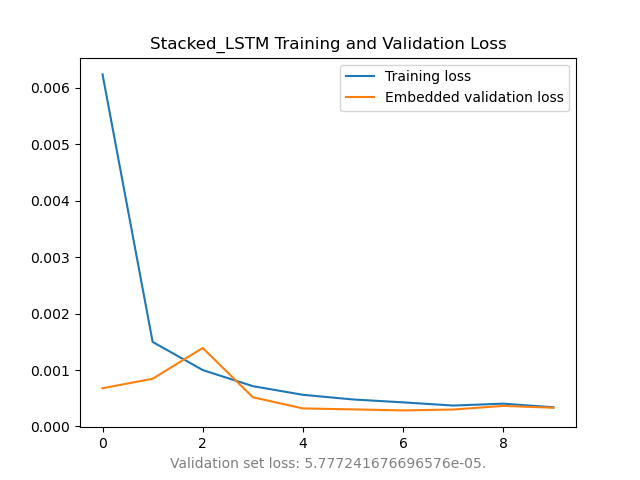 Stacked_LSTM Training and Validation Loss
Training loss
Embedded validation loss
0.006
0.005
0.004
0.003
0.002
0.001
0.000
0 2 4 6 8
Validation set loss: 5.777241676696576e-05.